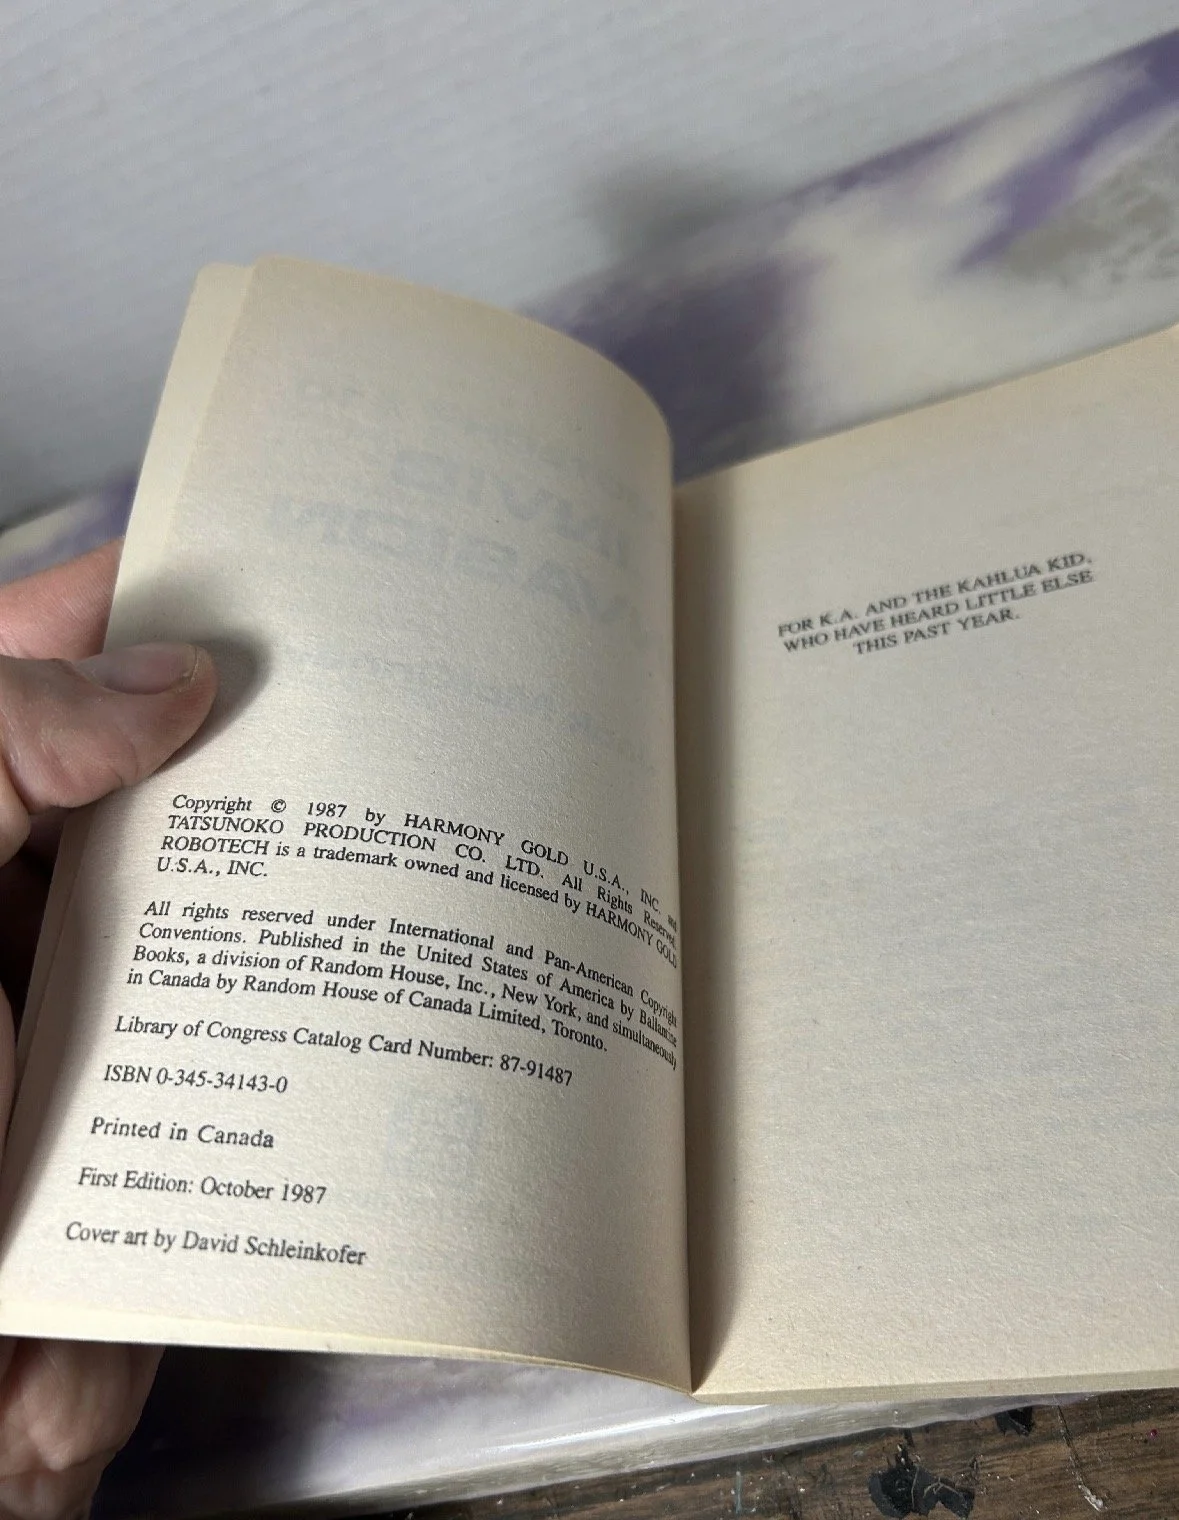 Copyright © 1987 by HARMONY GOLD U.S.A., INC. and
TATSUNOKO PRODUCTION CO. LTD. All Rights Reserved.
ROBOTECH is a trademark owned and licensed by HARMONY GOLD
U.S.A., INC.
All rights reserved under International and Pan-American Copyright
Conventions. Published in the United States of America by Ballantine
Books, a division of Random House, Inc., New York, and simultaneously
in Canada by Random House of Canada Limited, Toronto.
Library of Congress Catalog Card Number: 87-91487
ISBN 0-345-34143-0
Printed in Canada
First Edition: October 1987
Cover art by David Schleinkofer
FOR K.A. AND THE KAHLUA KID,
WHO HAVE HEARD LITTLE ELSE
THIS PAST YEAR.